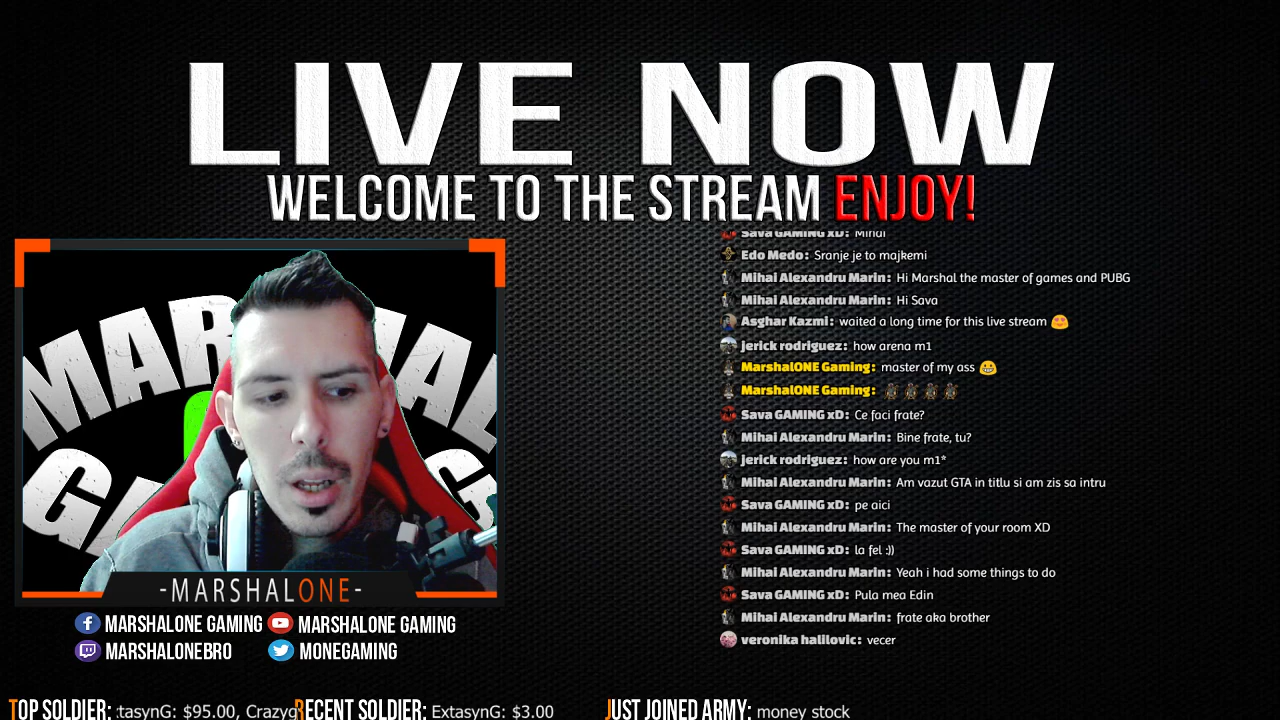 LIVE NOW
WELCOME TO THE STREAM ENJOY!
Sava GAMING xD: Mihai
Edo Medo: Sranje je to majkemi
Mihai Alexandru Marin: Hi Marshal the master of games and PUBG
Mihai Alexandru Marin: Hi Sava
Asghar Kazmi: waited a long time for this live stream 😍
jerick rodriguez: how arena m1
MarshalONE Gaming: master of my ass 😀
MarshalONE Gaming:
Sava GAMING xD: Ce faci frate?
Mihai Alexandru Marin: Bine frate, tu?
jerick rodriguez: how are you m1*
Mihai Alexandru Marin: Am vazut GTA in titlu si am zis sa intru
Sava GAMING xD: pe aici
Mihai Alexandru Marin: The master of your room XD
Sava GAMING xD: la fel :))
Mihai Alexandru Marin: Yeah i had some things to do
Sava GAMING xD: Pula mea Edin
Mihai Alexandru Marin: frate aka brother
veronika halilovic: vecer
MARSHAL
GA
-MARSHALONE-
MARSHALONE GAMING MARSHALONE GAMING
MARSHALONEBRO MONEGAMING
TOP SOLDIER: tasynG: $95.00, Crazyg RECENT SOLDIER: ExtasynG: $3.00 JUST JOINED ARMY: money stock